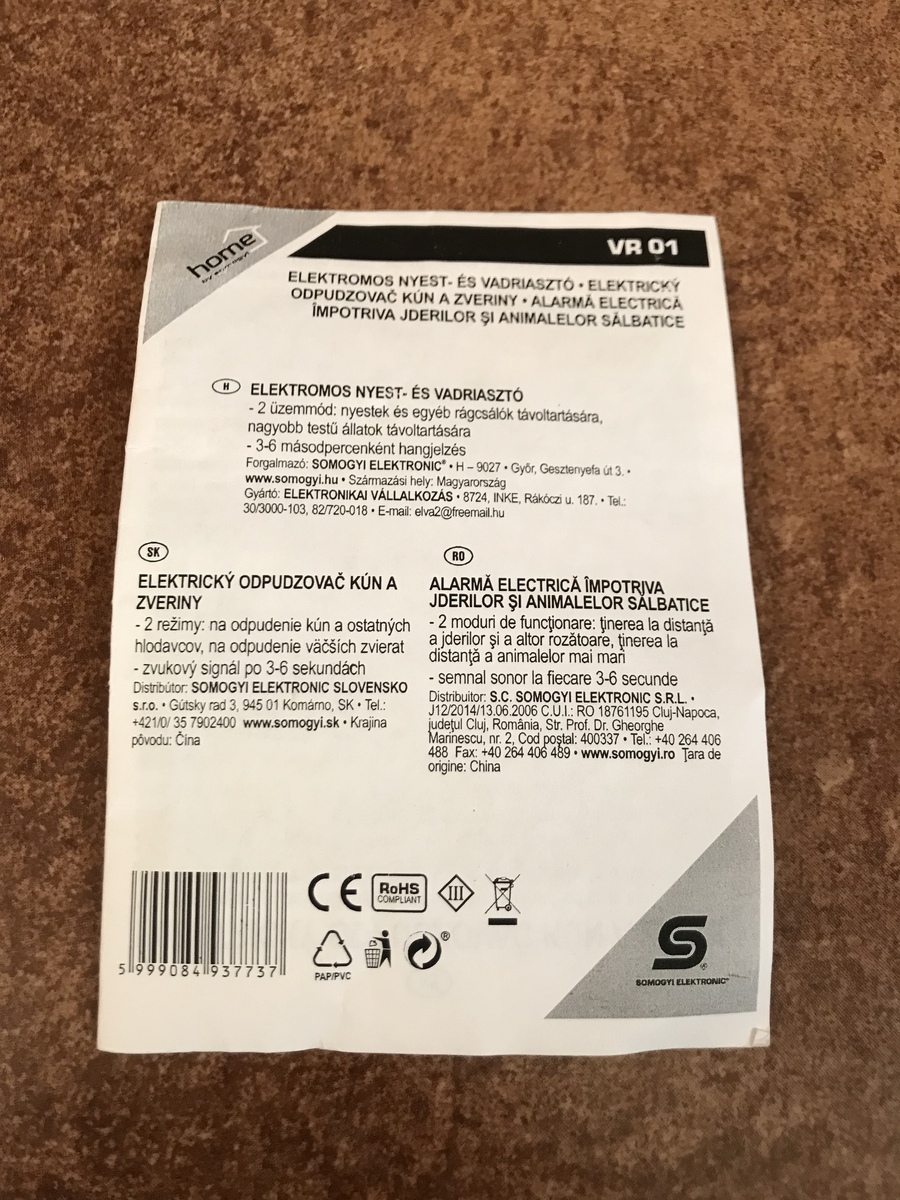 home
by somogyi
VR 01
ELEKTROMOS NYEST- ÉS VADRIASZTÓ • ELEKTRICKÝ
ODPUDZOVAČ KÚN A ZVERINY • ALARMĂ ELECTRICĂ
ÎMPOTRIVA JDERILOR ŞI ANIMALELOR SĂLBATICE
H
ELEKTROMOS NYEST- ÉS VADRIASZTÓ
- 2 üzemmód: nyestek és egyéb rágcsálók távoltartására,
nagyobb testű állatok távoltartására
- 3-6 másodpercenként hangjelzés
Forgalmazó: SOMOGYI ELEKTRONIC® • H – 9027 • Győr, Gesztenyefa út 3. •
www.somogyi.hu • Származási hely: Magyarország
Gyártó: ELEKTRONIKAI VÁLLALKOZÁS • 8724, INKE, Rákóczi u. 187. • Tel.:
30/3000-103, 82/720-018 • E-mail: elva2@freemail.hu
SK
ELEKTRICKÝ ODPUDZOVAČ KÚN A
ZVERINY
- 2 režimy: na odpudenie kún a ostatných
hlodavcov, na odpudenie väčších zvierat
- zvukový signál po 3-6 sekundách
Distribútor: SOMOGYI ELEKTRONIC SLOVENSKO
s.r.o. • Gútsky rad 3, 945 01 Komárno, SK • Tel.:
+421/0/ 35 7902400 www.somogyi.sk • Krajina
pôvodu: Čína
RO
ALARMĂ ELECTRICĂ ÎMPOTRIVA
JDERILOR ŞI ANIMALELOR SĂLBATICE
- 2 moduri de funcţionare: ţinerea la distanţă
a jderilor şi a altor rozătoare, ţinerea la
distanţă a animalelor mai mari
- semnal sonor la fiecare 3-6 secunde
Distribuitor: S.C. SOMOGYI ELEKTRONIC S.R.L. •
J12/2014/13.06.2006 C.U.I.: RO 18761195 Cluj-Napoca,
judeţul Cluj, România, Str. Prof. Dr. Gheorghe
Marinescu, nr. 2, Cod poştal: 400337 • Tel.: +40 264 406
488 Fax: +40 264 406 489 • www.somogyi.ro Ţara de
origine: China
5 999084 937737
CE
RoHS
COMPLIANT
III
PAP/PVC
®
S
SOMOGYI ELEKTRONIC™